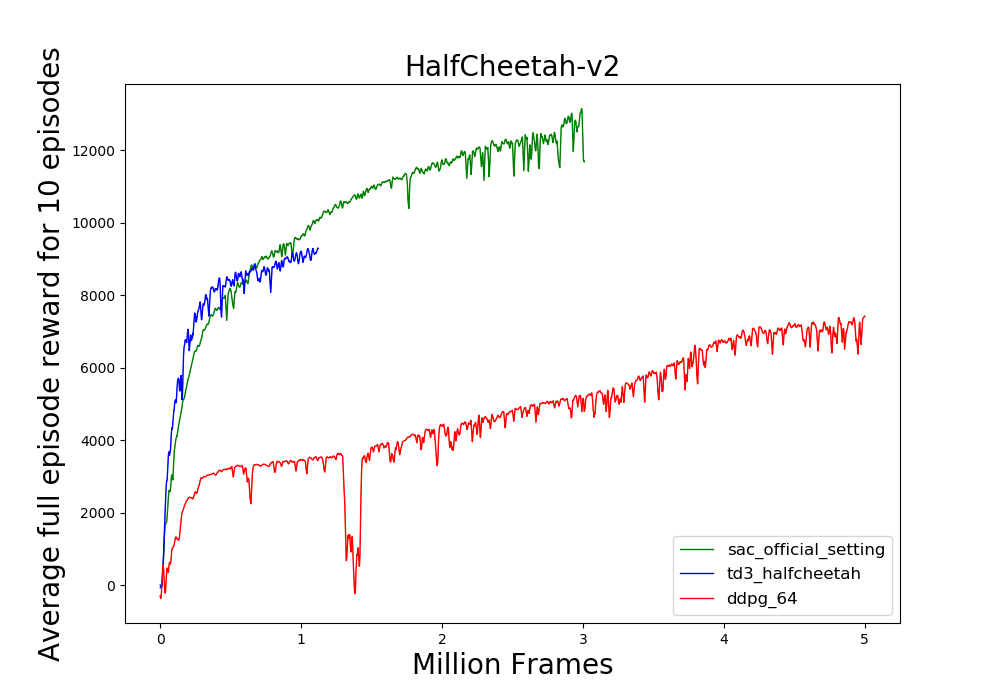 HalfCheetah-v2
Average full episode reward for 10 episodes
12000
10000
8000
6000
4000
2000
0
0 1 2 3 4 5
Million Frames
sac_official_setting
td3_halfcheetah
ddpg_64